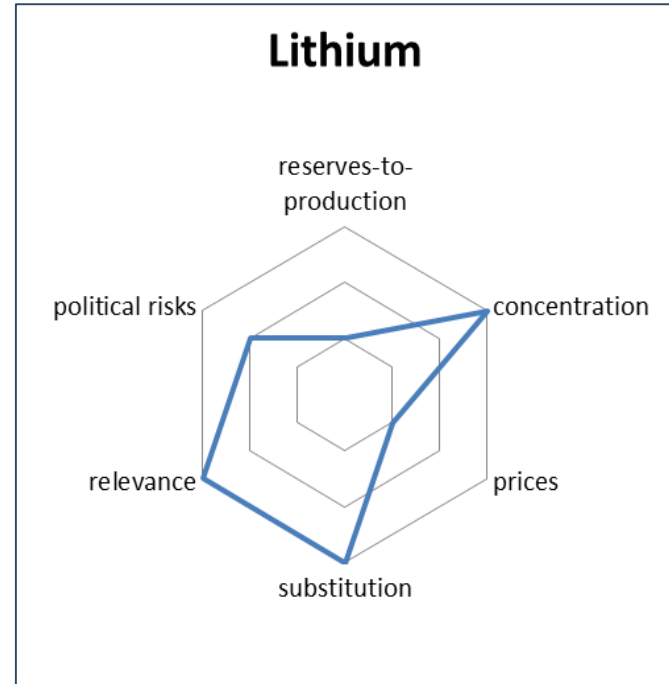 Lithium
reserves-to-
production
political risks
concentration
relevance
prices
substitution